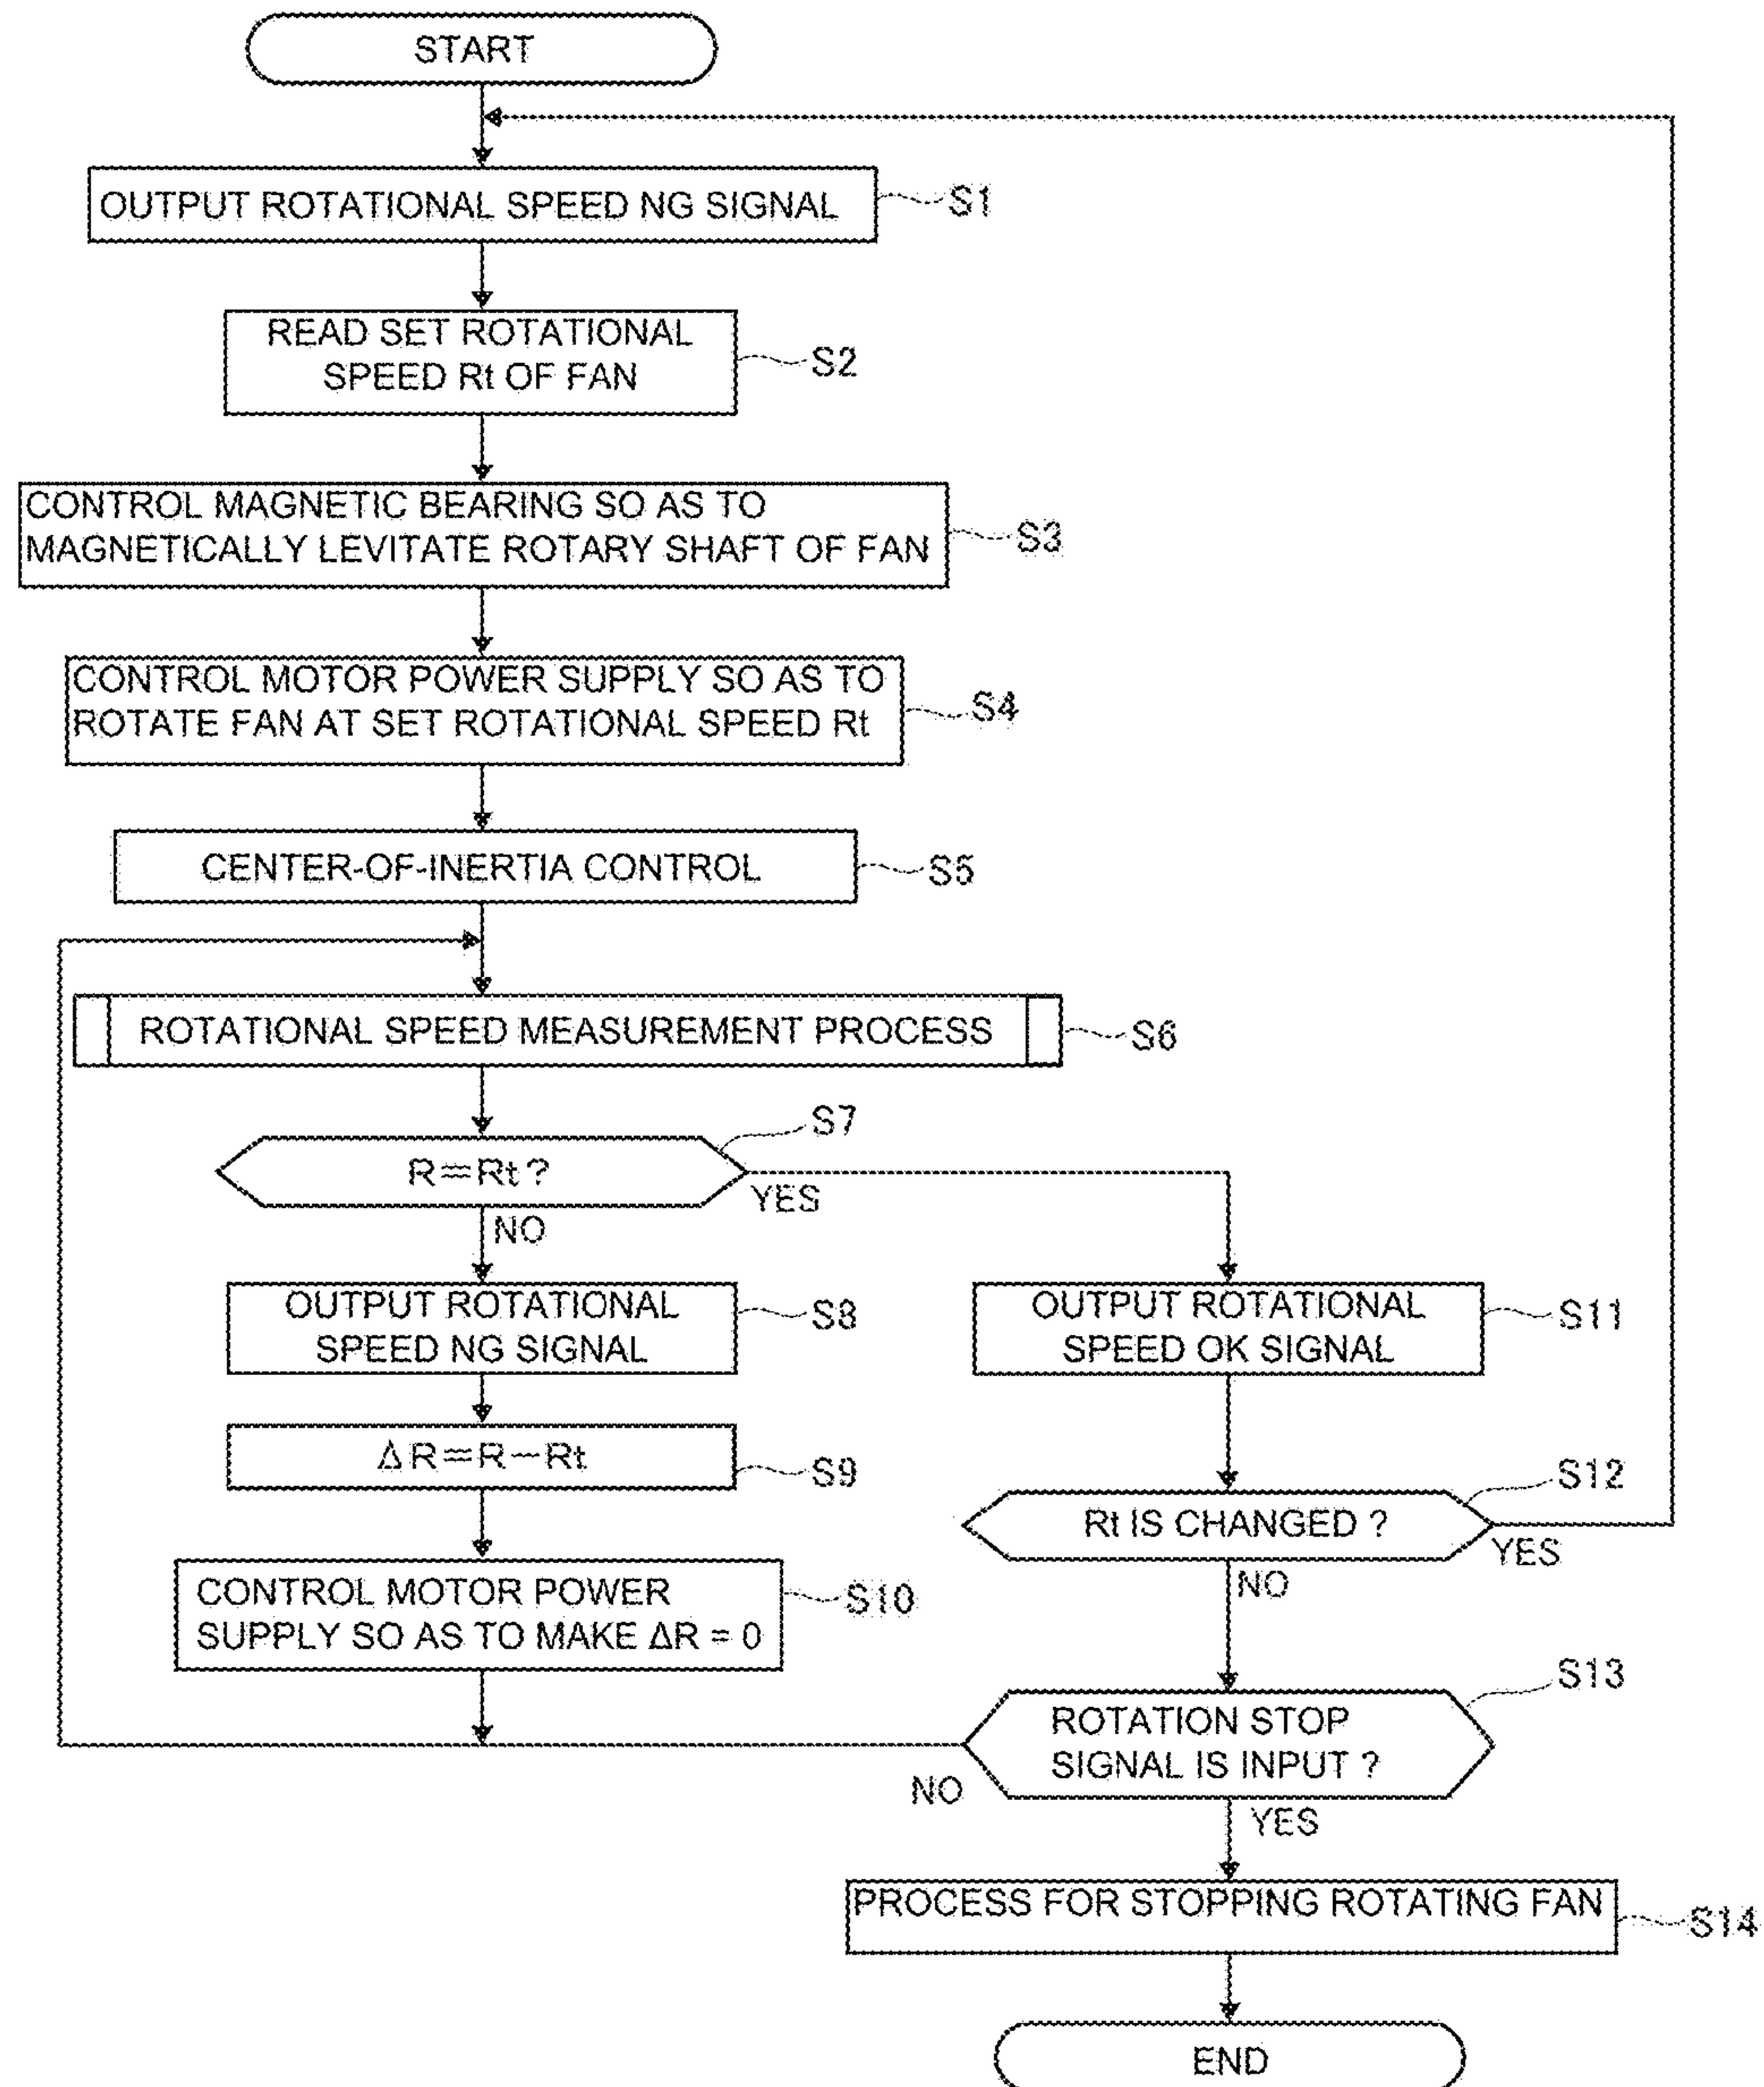 START
OUTPUT ROTATIONAL SPEED NG SIGNAL
S1
READ SET ROTATIONAL
SPEED Rt OF FAN
S2
CONTROL MAGNETIC BEARING SO AS TO
MAGNETICALLY LEVITATE ROTARY SHAFT OF FAN
S3
CONTROL MOTOR POWER SUPPLY SO AS TO
ROTATE FAN AT SET ROTATIONAL SPEED Rt
S4
CENTER-OF-INERTIA CONTROL
S5
ROTATIONAL SPEED MEASUREMENT PROCESS
S6
S7
R=Rt ?
YES
NO
OUTPUT ROTATIONAL
SPEED NG SIGNAL
S8
ΔR=R−Rt
S9
CONTROL MOTOR POWER
SUPPLY SO AS TO MAKE ΔR = 0
S10
OUTPUT ROTATIONAL
SPEED OK SIGNAL
S11
S12
Rt IS CHANGED ?
YES
NO
S13
ROTATION STOP
SIGNAL IS INPUT ?
NO
YES
PROCESS FOR STOPPING ROTATING FAN
S14
END